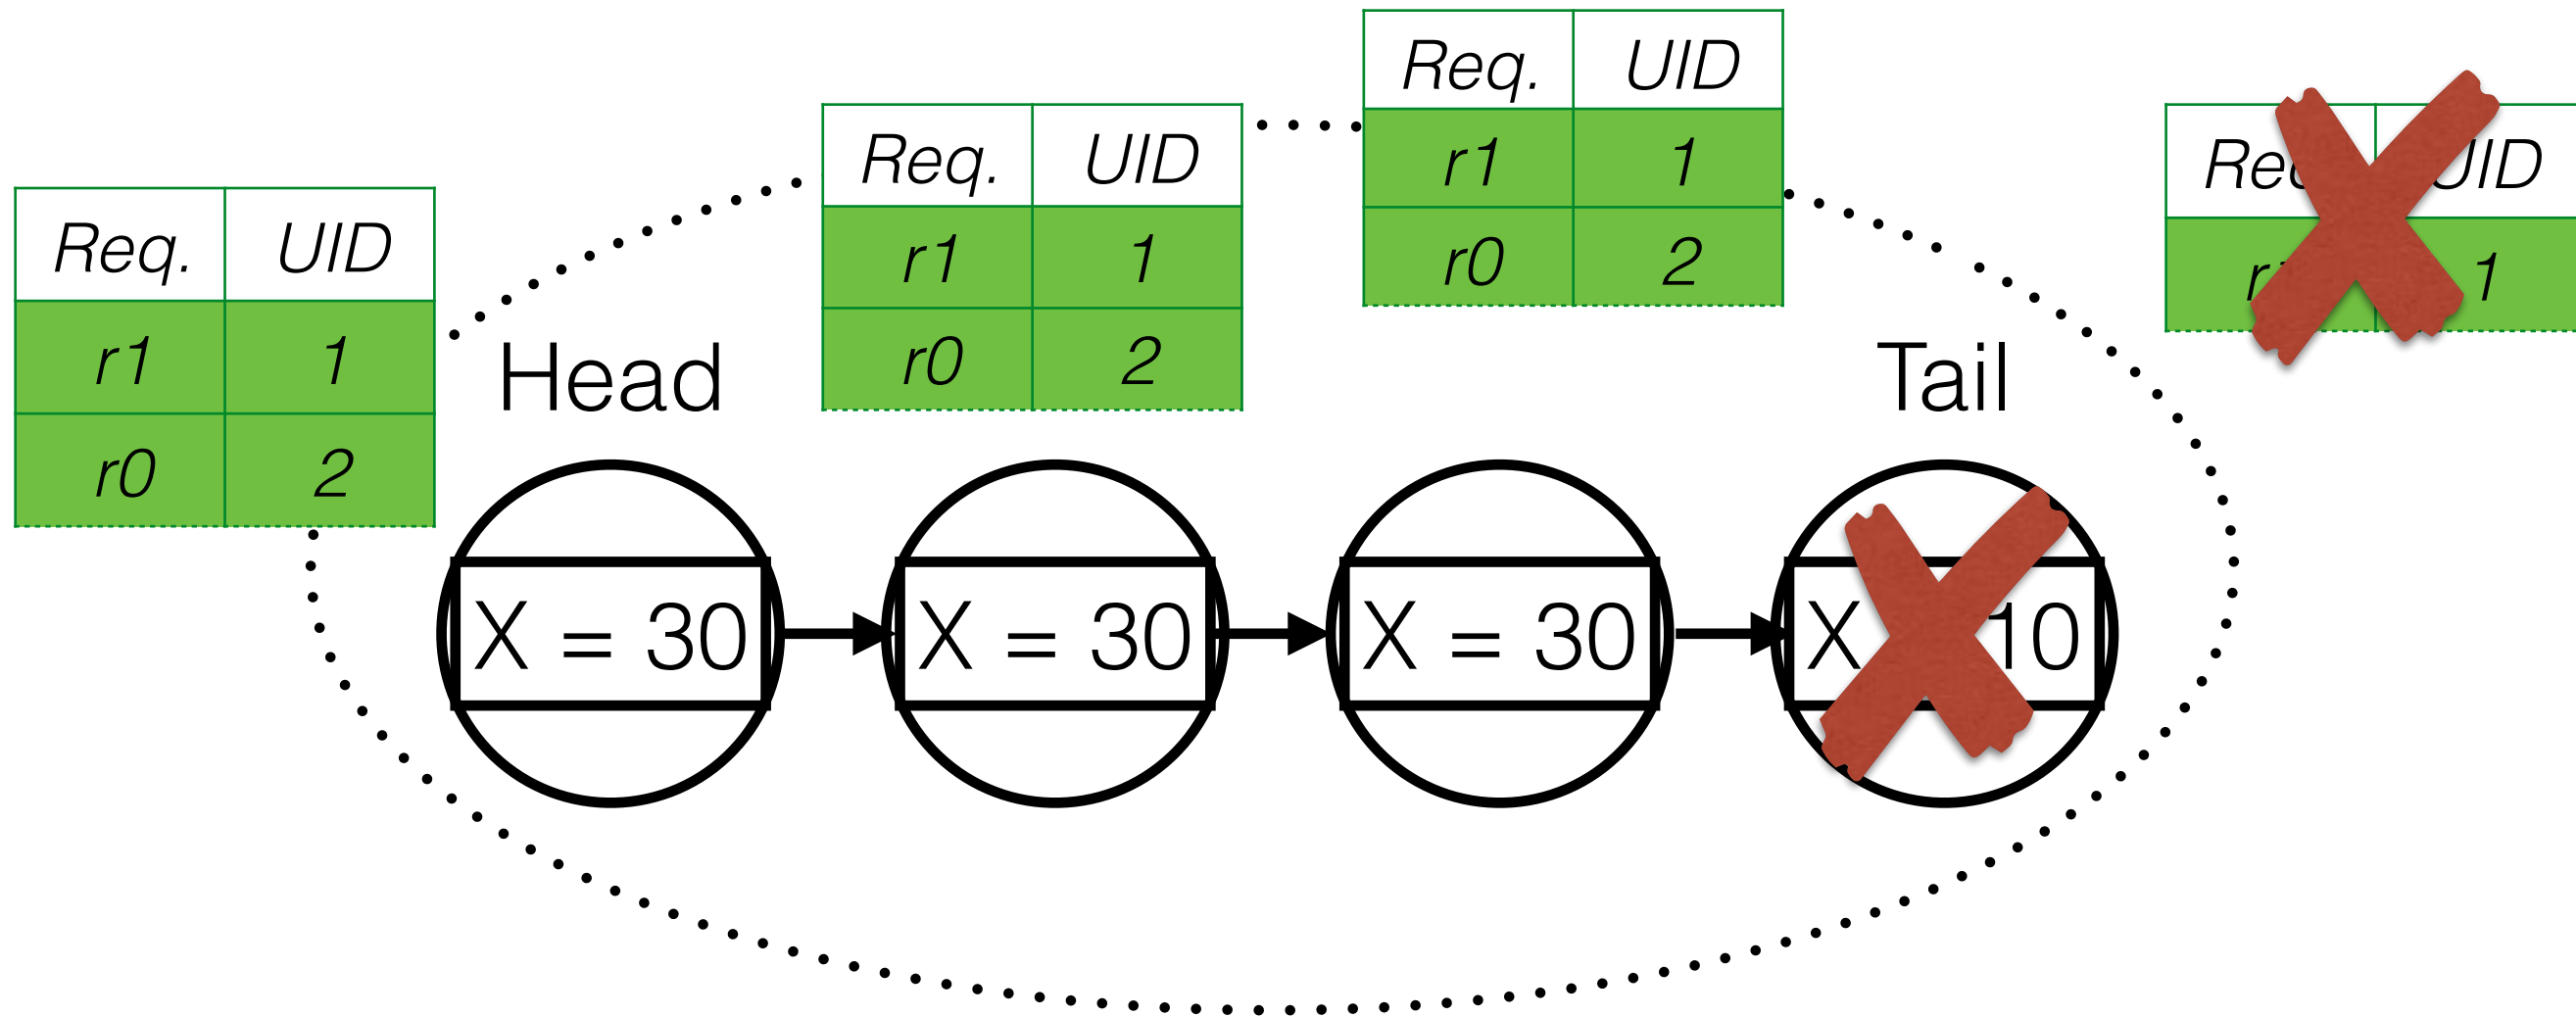 Req. UID
r1 1
r0 2
Req. UID
r1 1
r0 2
Req. UID
r1 1
r0 2
1
Head
Tail
X = 30
X = 30
X = 30
X 10